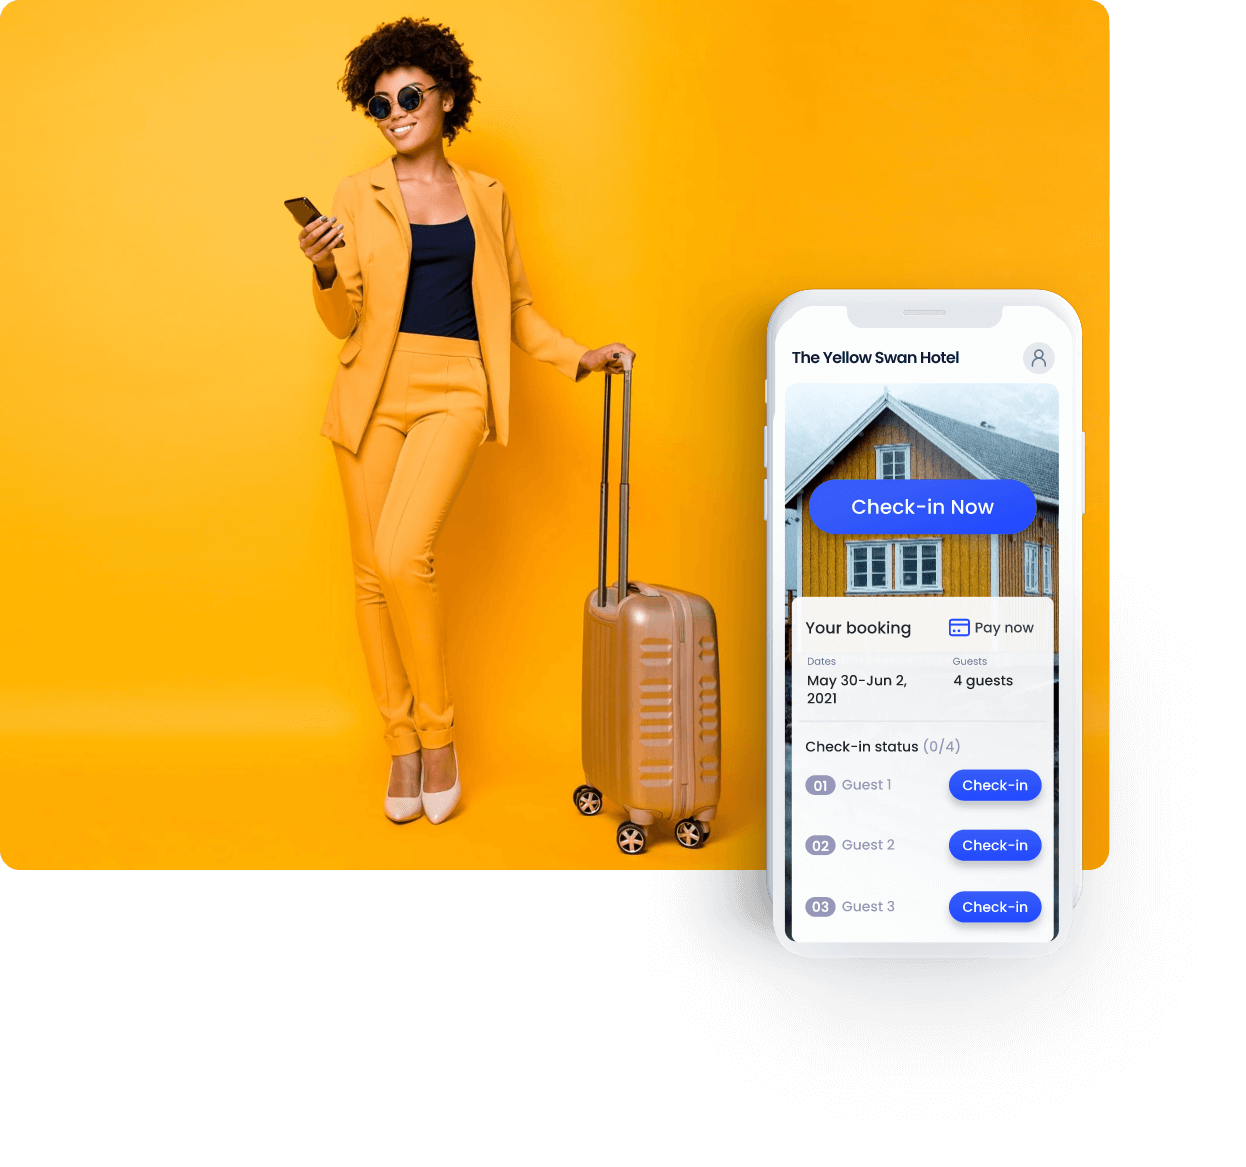 The Yellow Swan Hotel
Check-in Now
Your booking
Pay now
Dates
Guests
May 30-Jun 2,
2021
4 guests
Check-in status (0/4)
01 Guest 1
Check-in
02 Guest 2
Check-in
03 Guest 3
Check-in